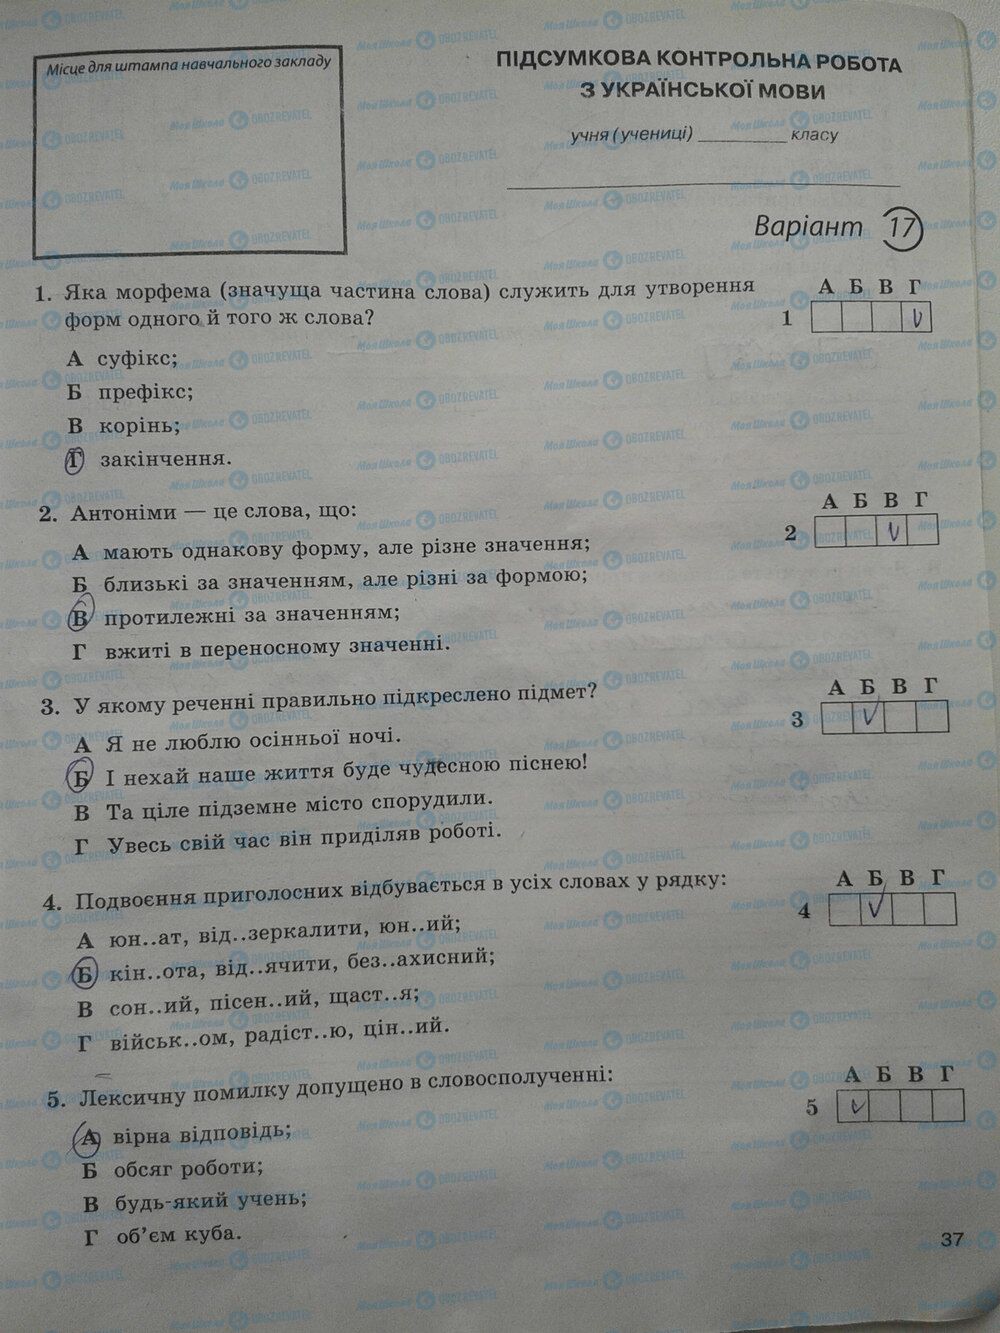 Місце для штампа навчального закладу
ПІДСУМКОВА КОНТРОЛЬНА РОБОТА
З УКРАЇНСЬКОЇ МОВИ
учня (учениці) __________ класу
Варіант 17
1. Яка морфема (значуща частина слова) служить для утворення
форм одного й того ж слова?
А суфікс;
Б префікс;
В корінь;
Г закінчення.
А Б В Г
1
2. Антоніми — це слова, що:
А мають однакову форму, але різне значення;
Б близькі за значенням, але різні за формою;
В протилежні за значенням;
Г вжиті в переносному значенні.
А Б В Г
2
3. У якому реченні правильно підкреслено підмет?
А Я не люблю осінньої ночі.
Б І нехай наше життя буде чудесною піснею!
В Та ціле підземне місто спорудили.
Г Увесь свій час він приділяв роботі.
А Б В Г
3
4. Подвоєння приголосних відбувається в усіх словах у рядку:
А юн..ат, від..зеркалити, юн..ий;
Б кін..ота, від..ячити, без..ахисний;
В сон..ий, пісен..ий, щаст..я;
Г військ..ом, радіст..ю, цін..ий.
А Б В Г
4
5. Лексичну помилку допущено в словосполученні:
А вірна відповідь;
Б обсяг роботи;
В будь-який учень;
Г об’єм куба.
А Б В Г
5
37
Моя Школа OBOZREVATEL